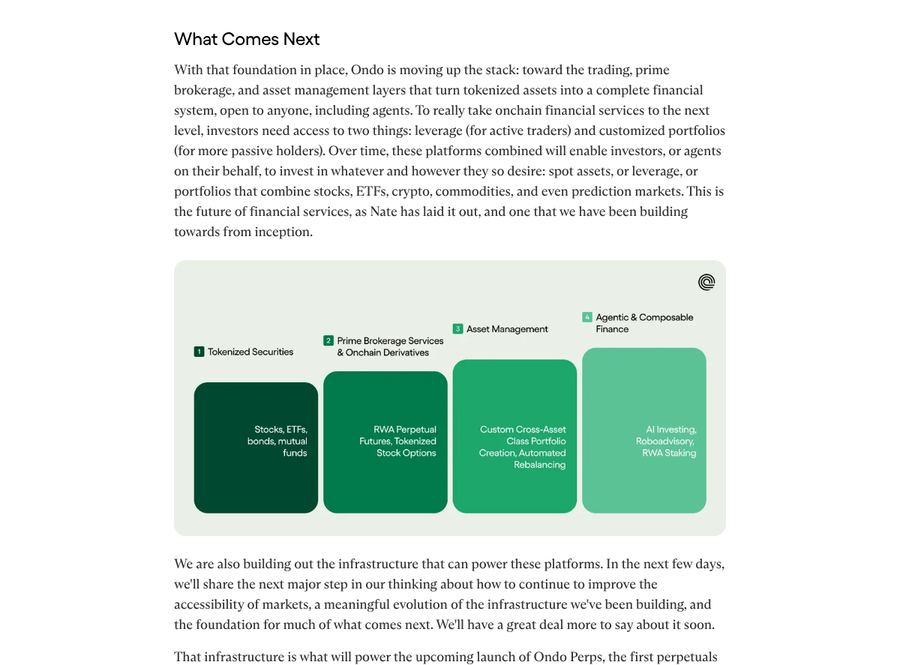 What Comes Next
With that foundation in place, Ondo is moving up the stack: toward the trading, prime
brokerage, and asset management layers that turn tokenized assets into a complete financial
system, open to anyone, including agents. To really take onchain financial services to the next
level, investors need access to two things: leverage (for active traders) and customized portfolios
(for more passive holders). Over time, these platforms combined will enable investors, or agents
on their behalf, to invest in whatever and however they so desire: spot assets, or leverage, or
portfolios that combine stocks, ETFs, crypto, commodities, and even prediction markets. This is
the future of financial services, as Nate has laid it out, and one that we have been building
towards from inception.
1 Tokenized Securities
Stocks, ETFs,
bonds, mutual
funds
2 Prime Brokerage Services
& Onchain Derivatives
RWA Perpetual
Futures, Tokenized
Stock Options
3 Asset Management
Custom Cross-Asset
Class Portfolio
Creation, Automated
Rebalancing
4 Agentic & Composable
Finance
AI Investing,
Roboadvisory,
RWA Staking
We are also building out the infrastructure that can power these platforms. In the next few days,
we'll share the next major step in our thinking about how to continue to improve the
accessibility of markets, a meaningful evolution of the infrastructure we've been building, and
the foundation for much of what comes next. We'll have a great deal more to say about it soon.
That infrastructure is what will power the upcoming launch of Ondo Perps, the first perpetuals